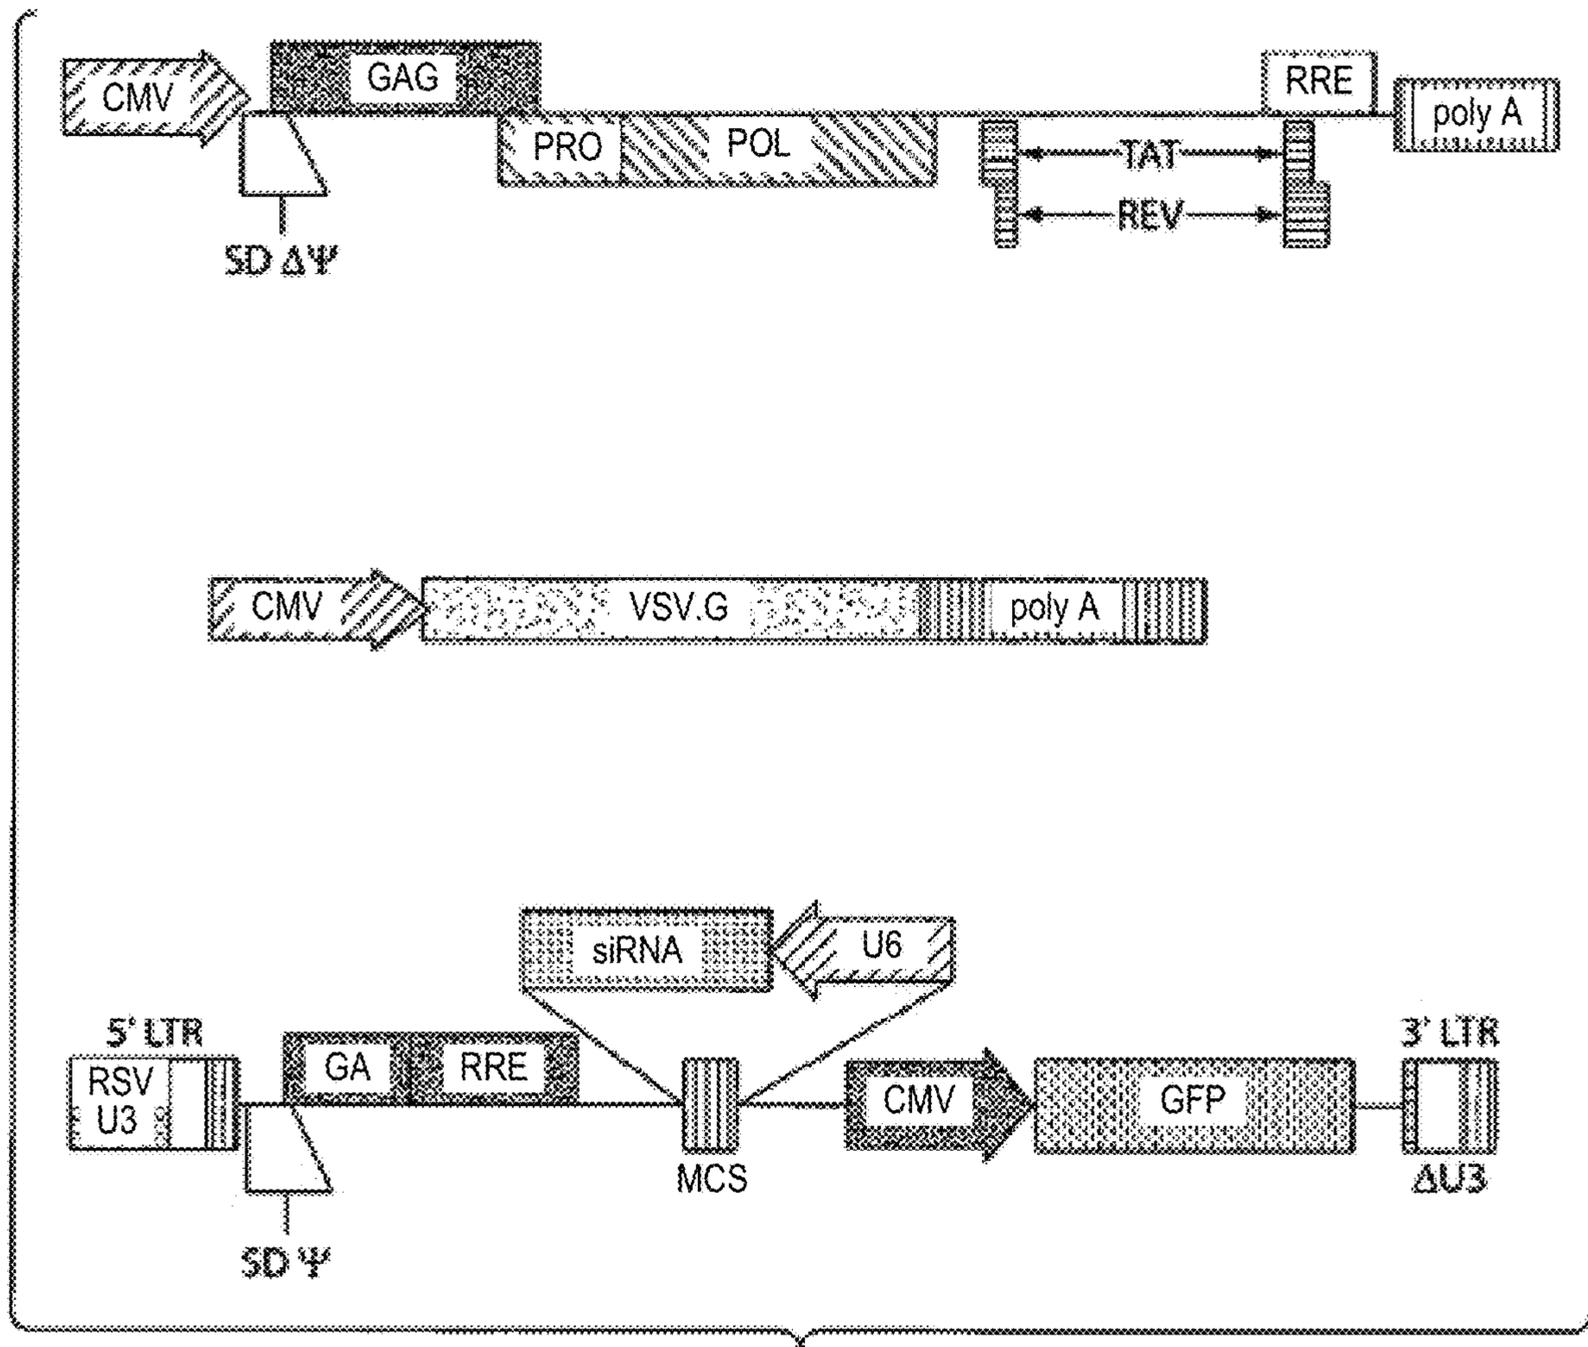 CMV
GAG
RRE
poly A
PRO
POL
TAT
REV
SD ΔΨ
CMV
VSV.G
poly A
siRNA
U6
5' LTR
3' LTR
RSV
U3
GA
RRE
CMV
GFP
MCS
ΔU3
SD Ψ